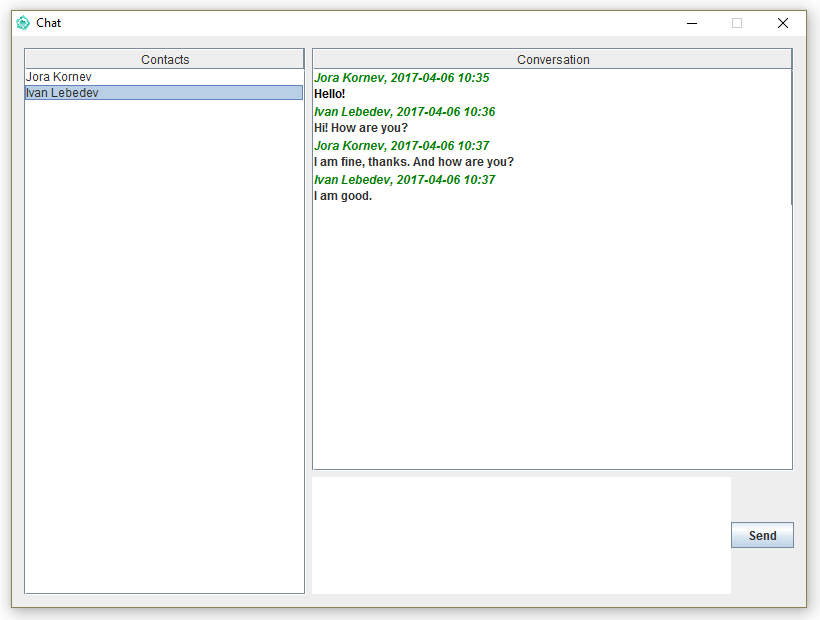 Chat
Contacts
Jora Kornev
Ivan Lebedev
Conversation
Jora Kornev, 2017-04-06 10:35
Hello!
Ivan Lebedev, 2017-04-06 10:36
Hi! How are you?
Jora Kornev, 2017-04-06 10:37
I am fine, thanks. And how are you?
Ivan Lebedev, 2017-04-06 10:37
I am good.
Send